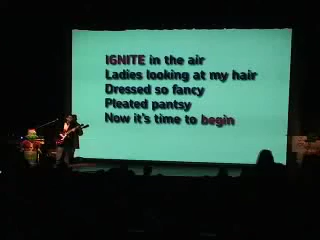 IGNITE in the air
Ladies looking at my hair
Dressed so fancy
Pleated pantsy
Now it's time to begin